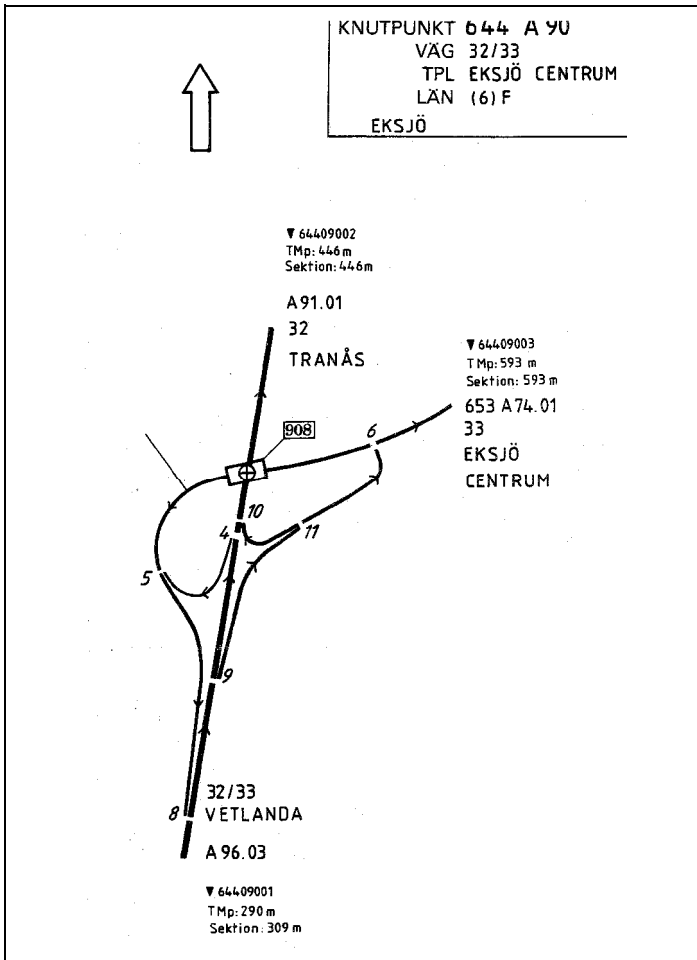 KNUTPUNKT 644 A 90
VÄG 32/33
TPL EKSJÖ CENTRUM
LÄN (6) F
EKSJÖ
▼ 64409002
TMp: 446 m
Sektion: 446m
A 91.01
32
TRANÅS
▼ 64409003
TMp: 593 m
Sektion: 593 m
653 A 74.01
33
EKSJÖ
CENTRUM
908
6
10
4
11
5
9
8
32/33
VETLANDA
A 96.03
▼ 64409001
TMp: 290 m
Sektion: 309 m